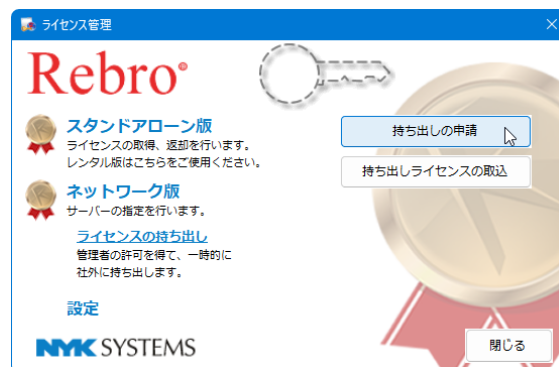 ライセンス管理
Rebro
スタンドアローン版
ライセンスの取得、返却を行います。
レンタル版はこちらをご使用ください。
ネットワーク版
サーバーの指定を行います。
ライセンスの持ち出し
管理者の許可を得て、一時的に
社外に持ち出します。
設定
NYK SYSTEMS
持ち出しの申請
持ち出しライセンスの取込
閉じる